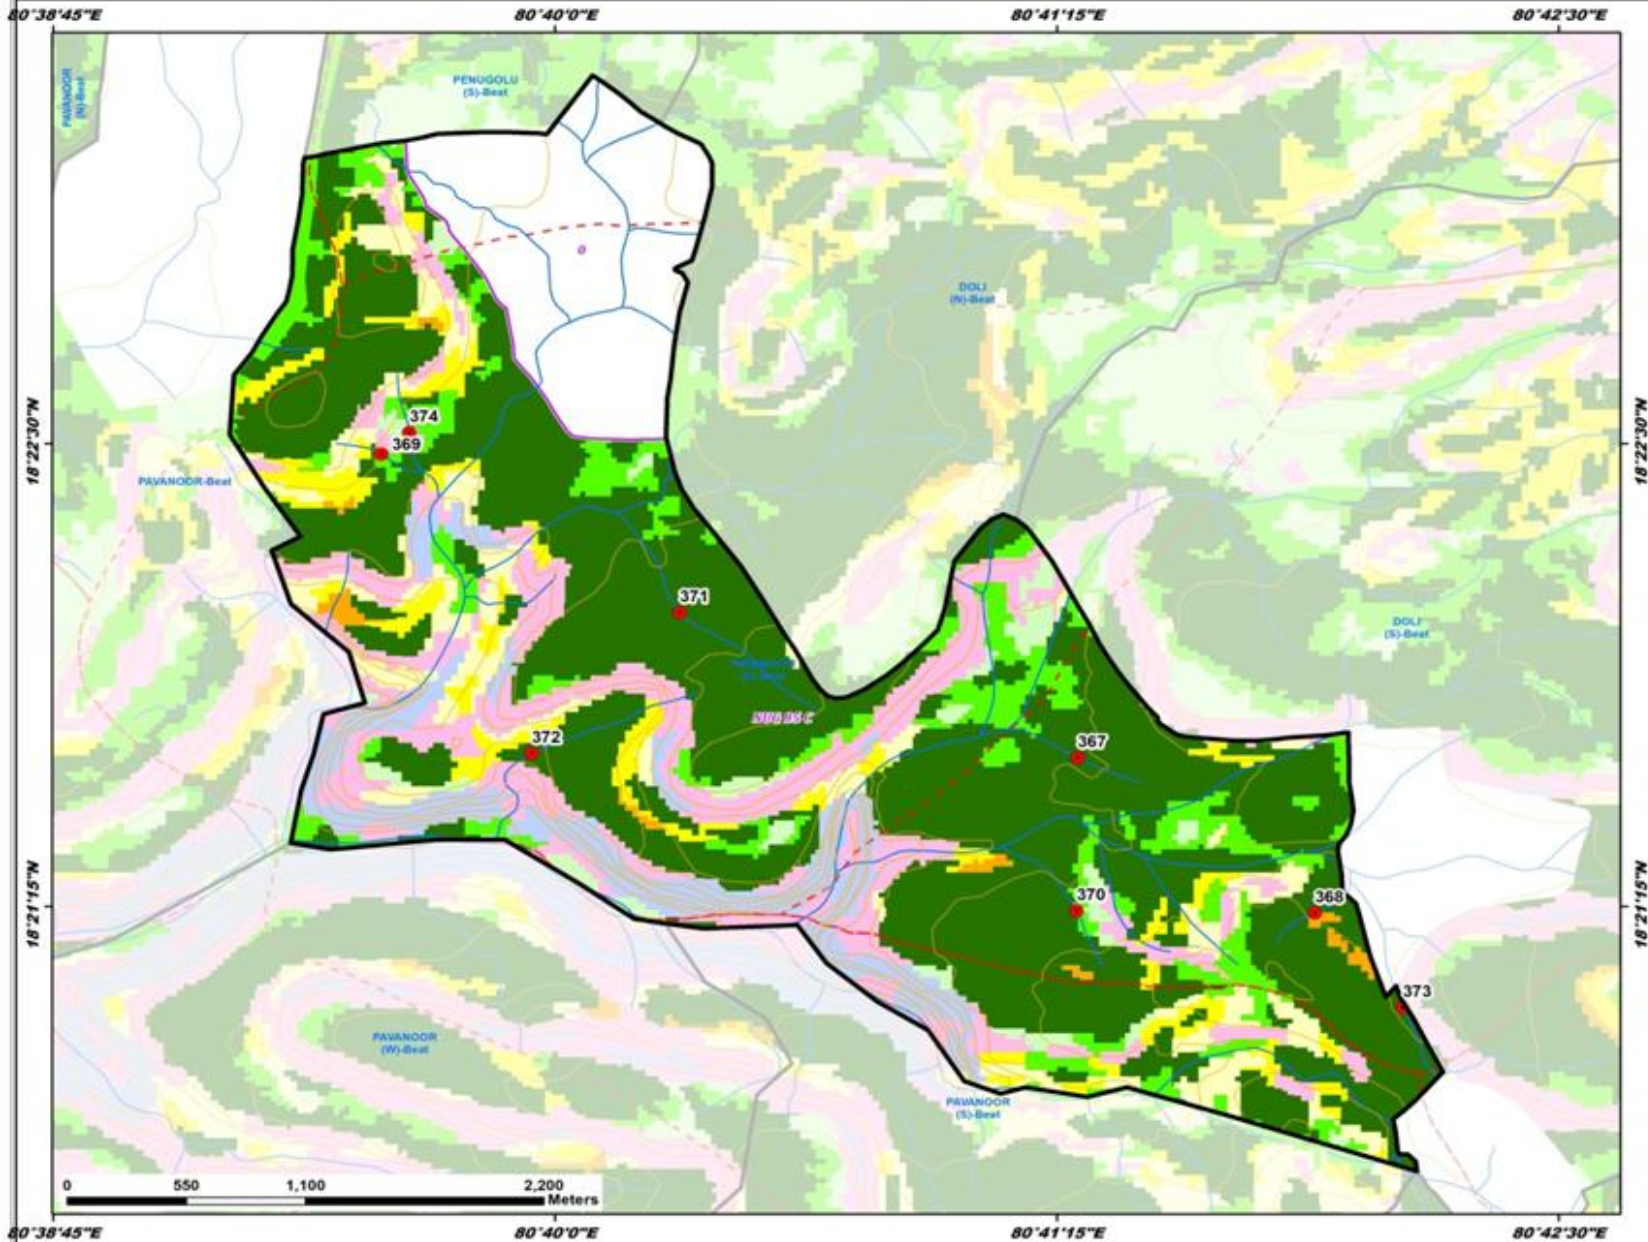 80°38'45"E 80°40'0"E 80°41'15"E 80°42'30"E
PAVANOOR
(N)-Beat
PENUGOLU
(S)-Beat
0
DOLI
(N)-Beat
18°22'30"N
18°22'30"N
374
369
PAVANOOR-Beat
371
DOLI
(S)-Beat
372
367
18°21'15"N
18°21'15"N
370
368
373
PAVANOOR
(W)-Beat
PAVANOOR
(S)-Beat
0 550 1,100 2,200
Meters
80°38'45"E 80°40'0"E 80°41'15"E 80°42'30"E